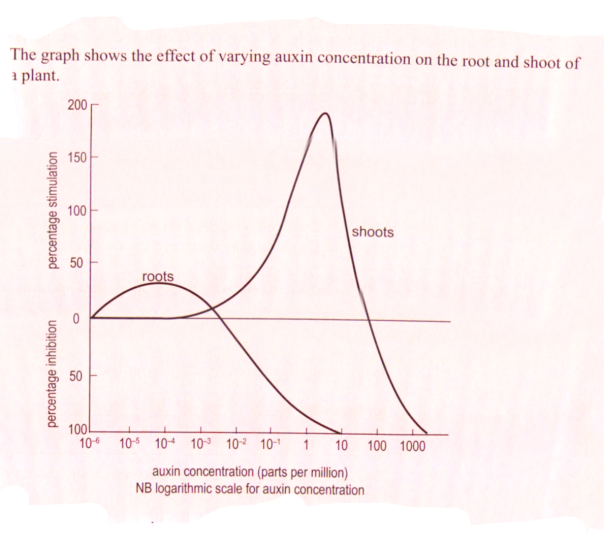 The graph shows the effect of varying auxin concentration on the root and shoot of
a plant.
200
150
100
50
0
50
100
percentage stimulation
percentage inhibition
roots
shoots
10⁻⁶ 10⁻⁵ 10⁻⁴ 10⁻³ 10⁻² 10⁻¹ 1 10 100 1000
auxin concentration (parts per million)
NB logarithmic scale for auxin concentration